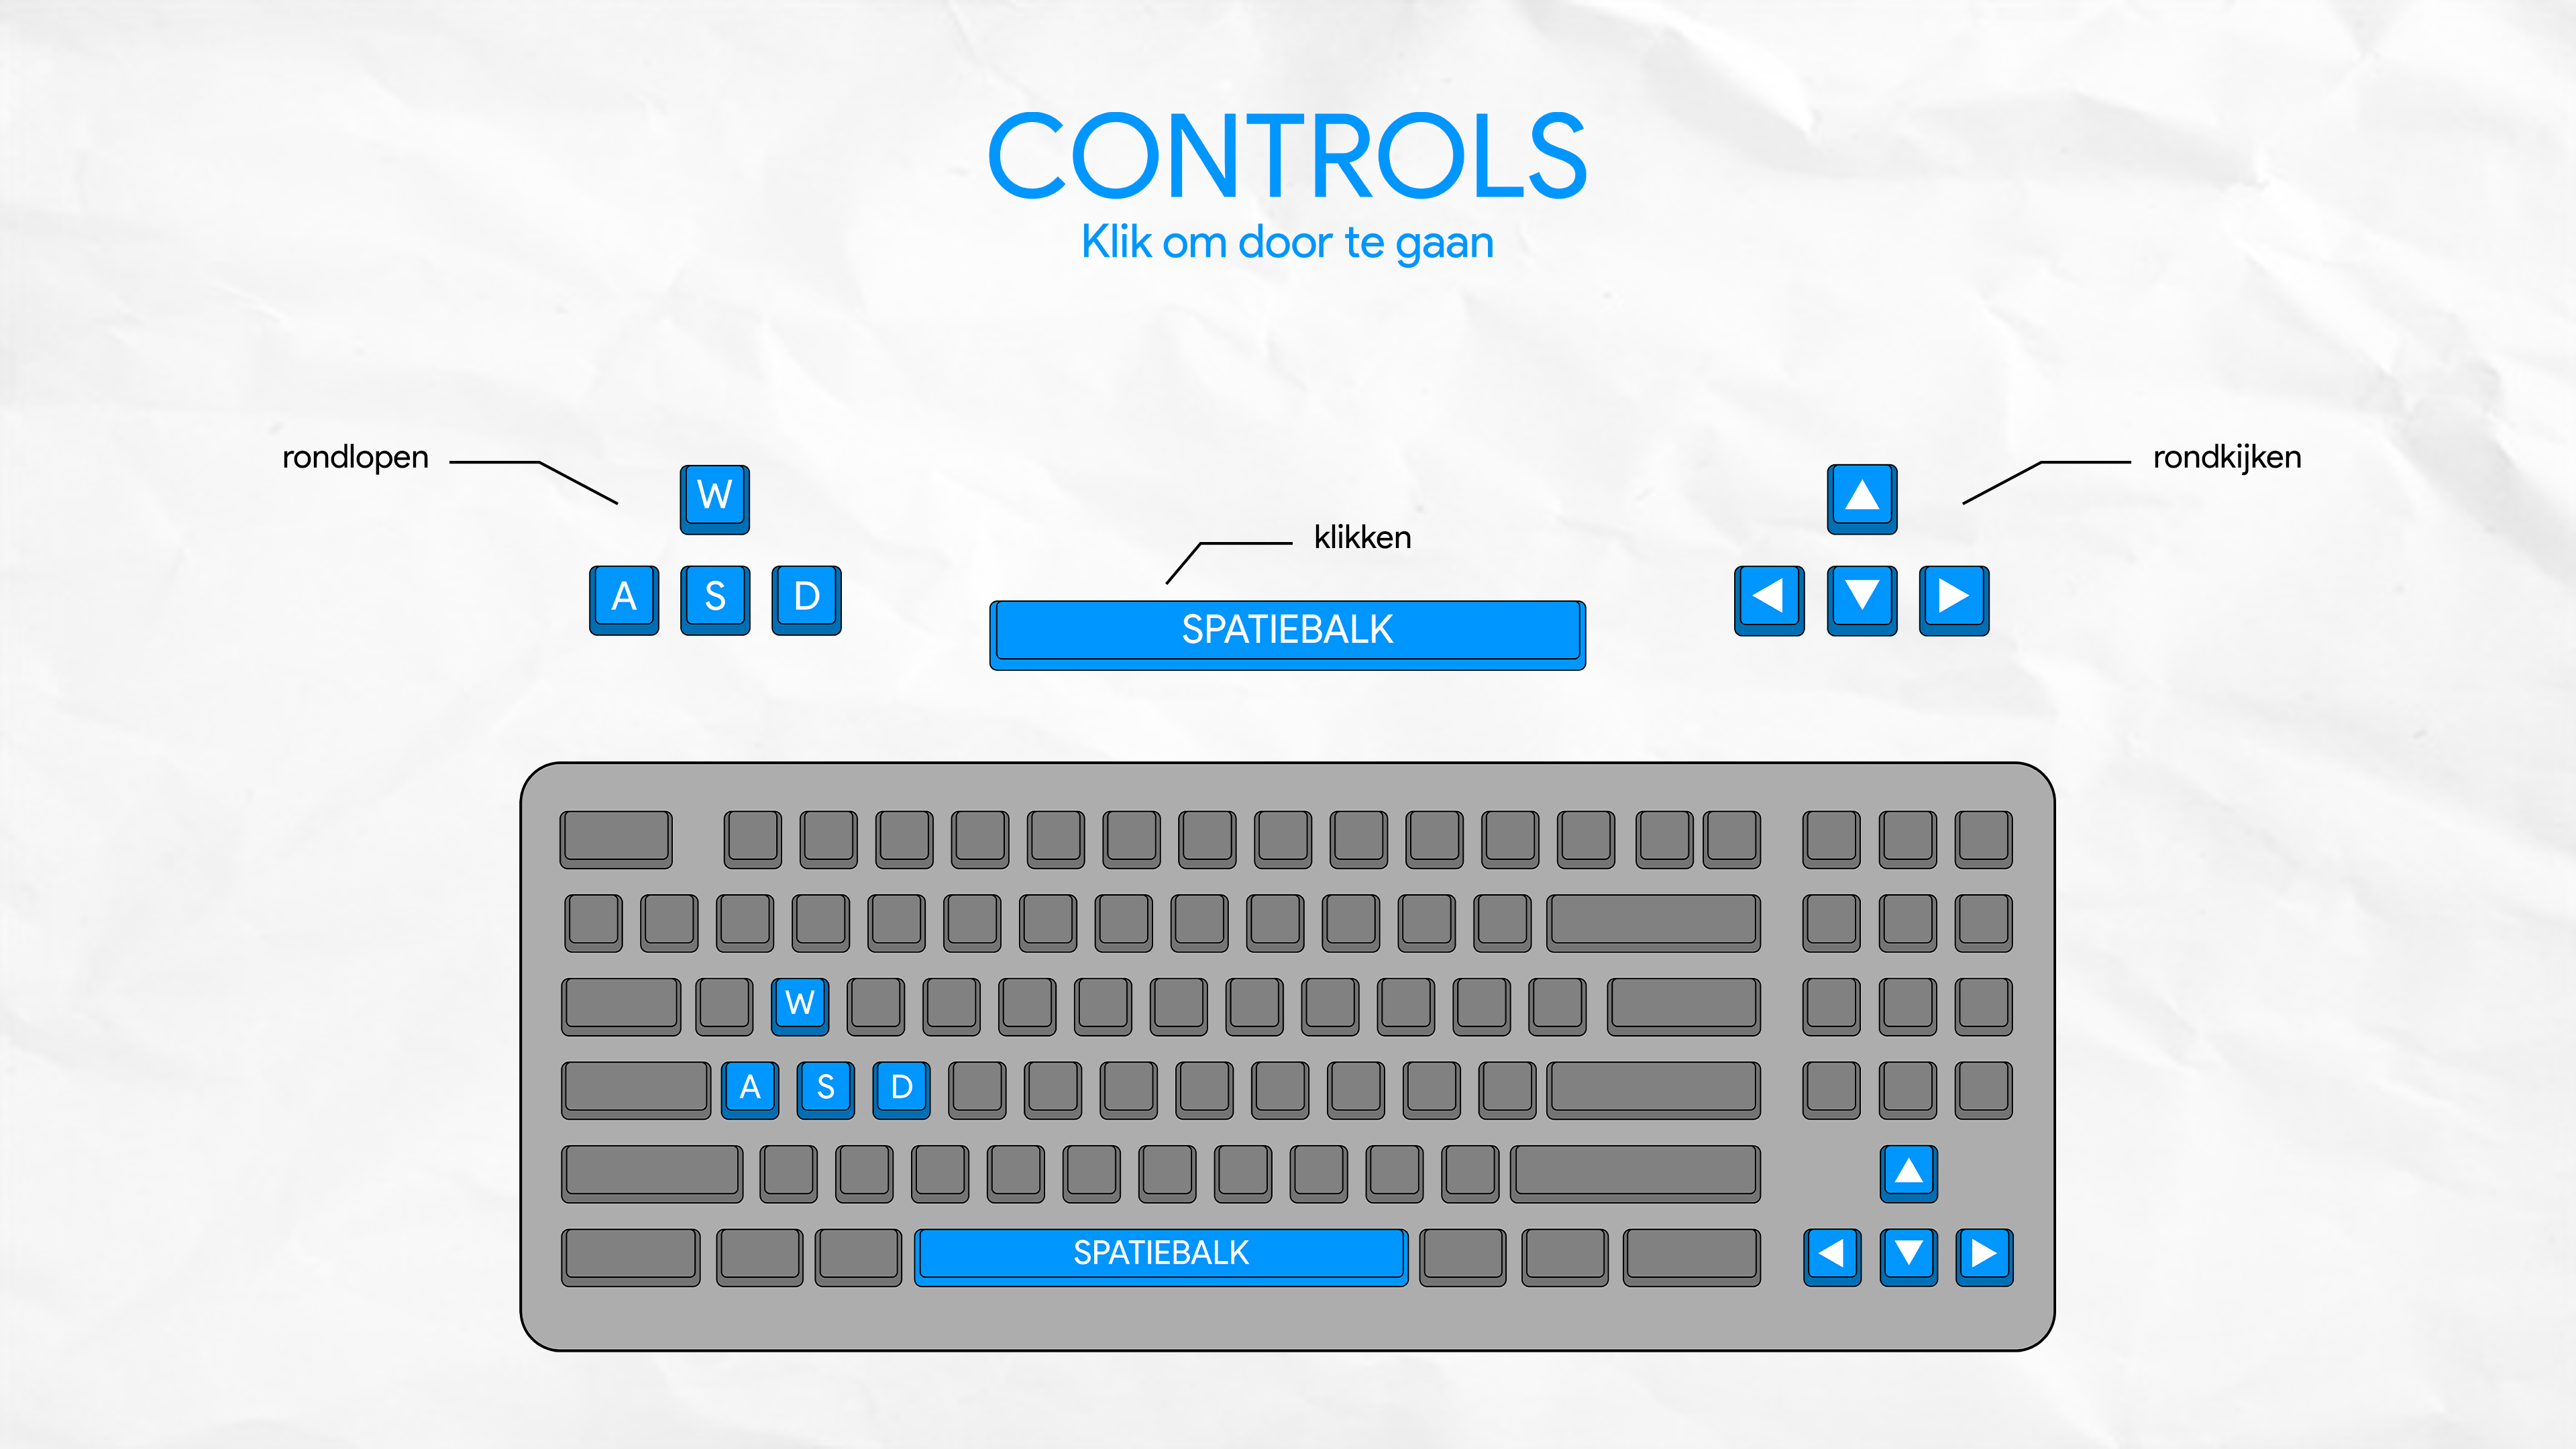 CONTROLS
Klik om door te gaan
rondlopen
rondkijken
W
klikken
A S D
SPATIEBALK
W
A S D
SPATIEBALK